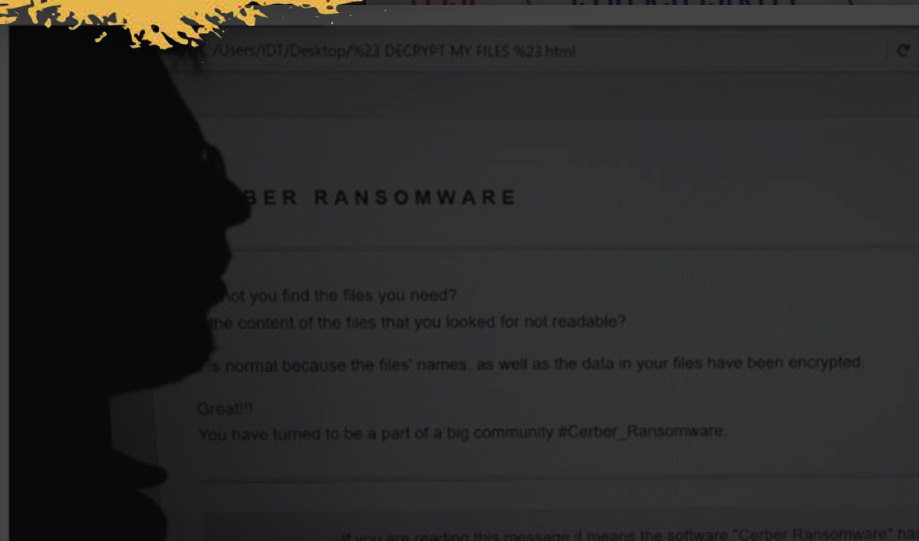 :/Users/IDT/Desktop/%23 DECRYPT MY FILES %23.html
BER RANSOMWARE
not you find the files you need?
the content of the files that you looked for not readable?
is normal because the files' names, as well as the data in your files have been encrypted.
Great!!!
You have turned to be a part of a big community #Cerber_Ransomware.
If you are reading this message it means the software "Cerber Ransomware" ha